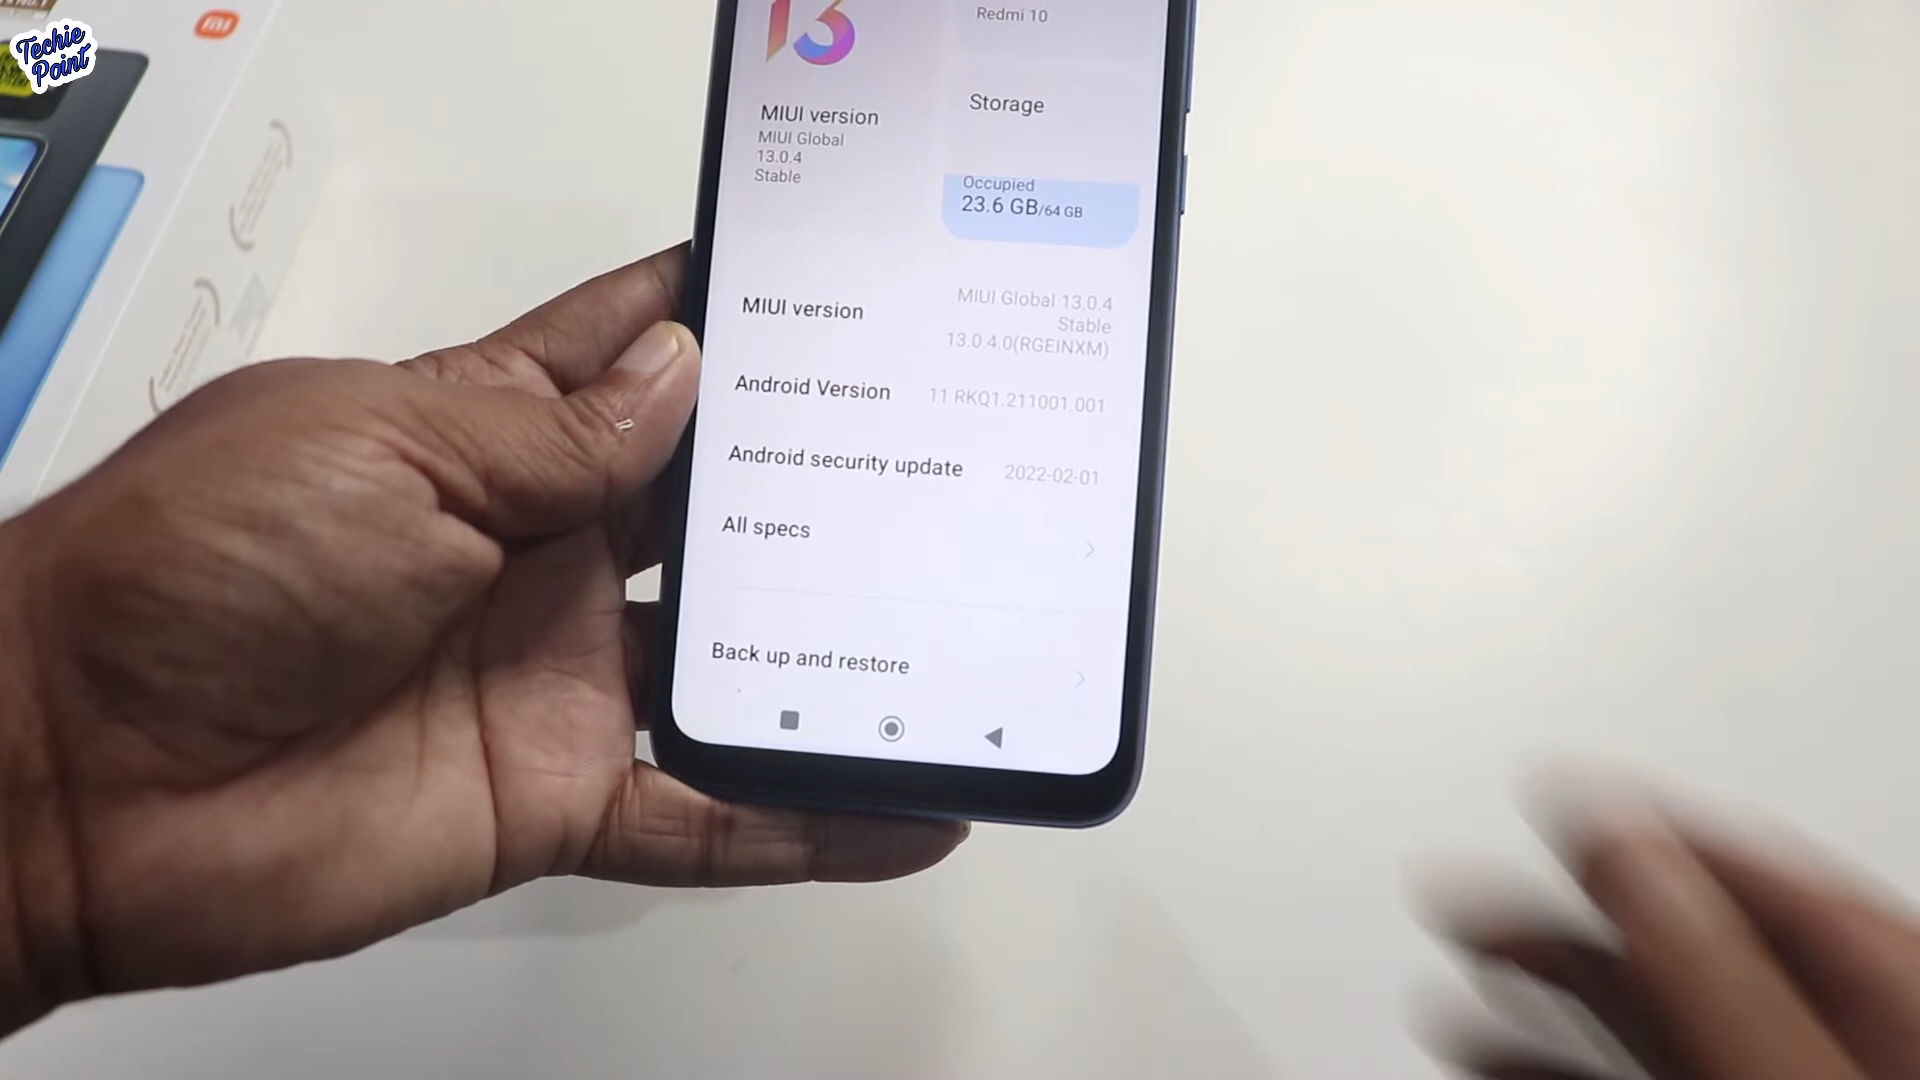 Techie
Point
mi
13
Redmi 10
Storage
MIUI version
MIUI Global
13.0.4
Stable
Occupied
23.6 GB/64 GB
MIUI version
MIUI Global 13.0.4
Stable
13.0.4.0(RGEINXM)
Android Version
11 RKQ1.211001.001
Android security update
2022-02-01
All specs
Back up and restore